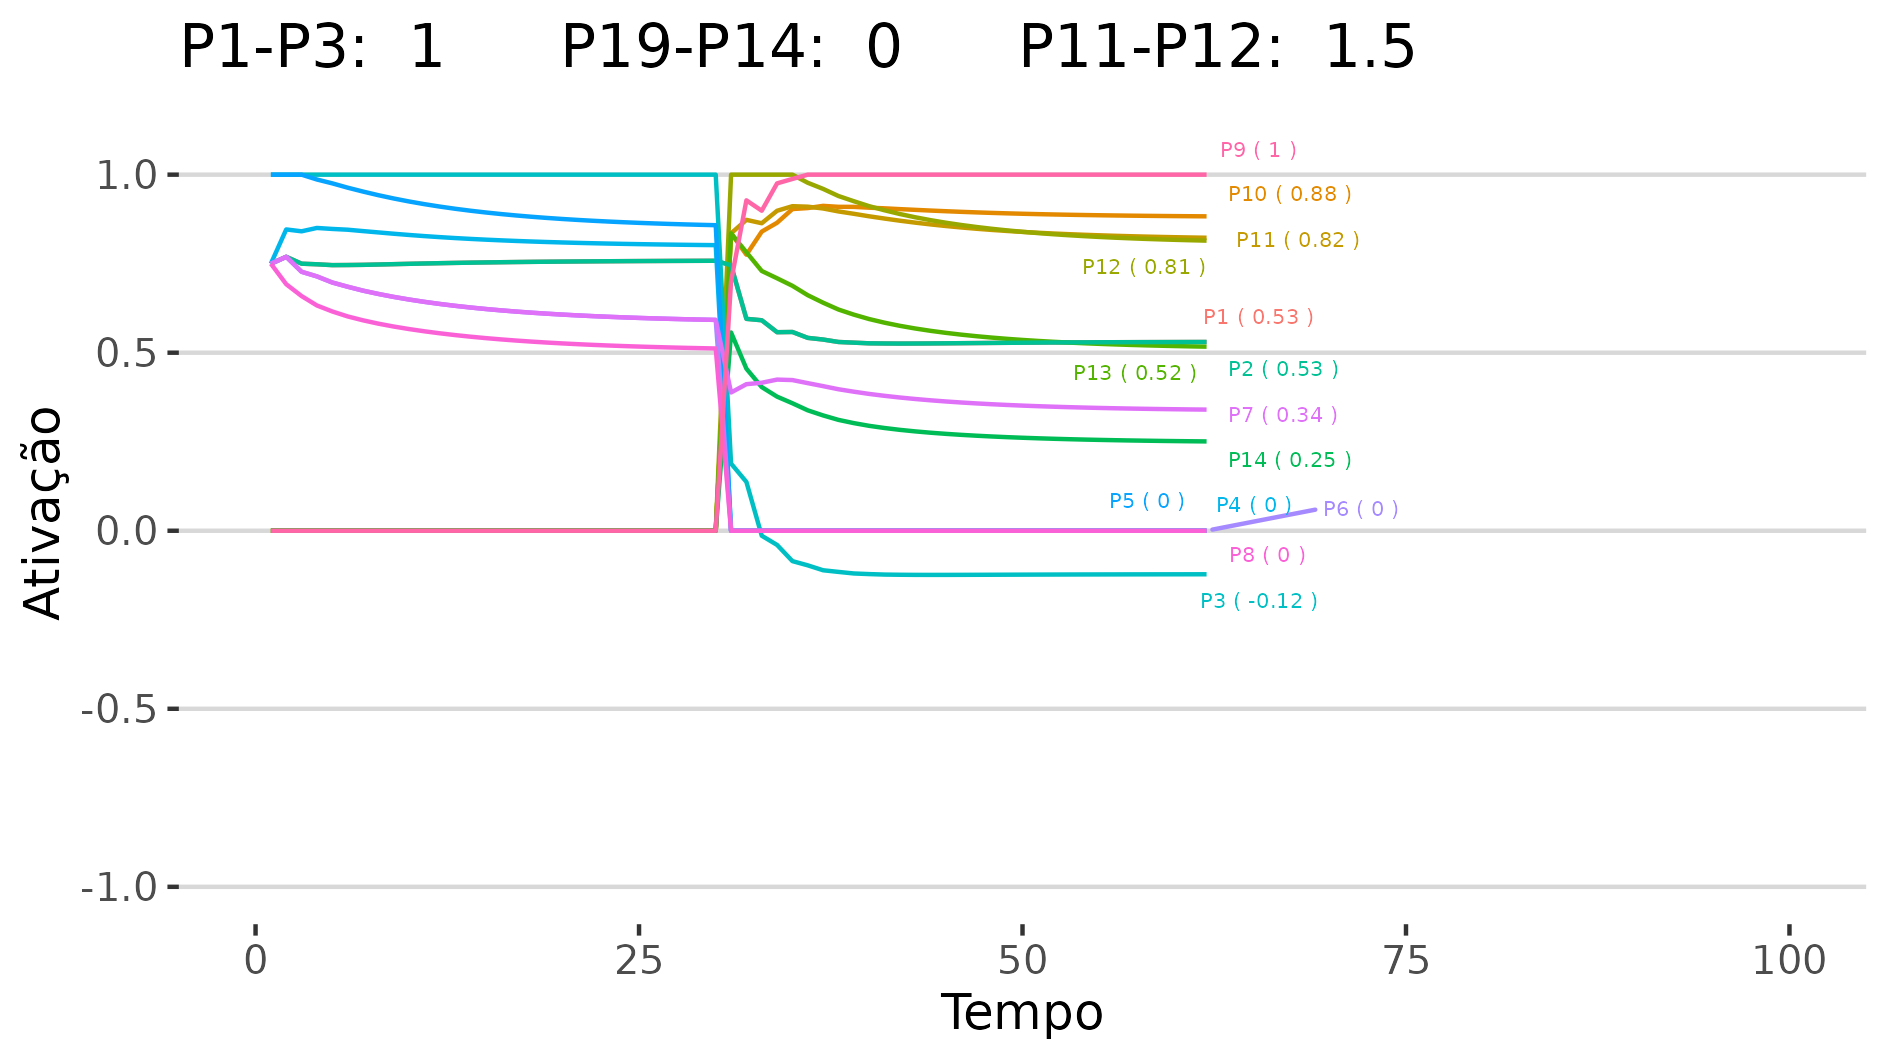 P1-P3: 1 P19-P14: 0 P11-P12: 1.5
Ativação
1.0
0.5
0.0
-0.5
-1.0
P9 ( 1 )
P10 ( 0.88 )
P11 ( 0.82 )
P12 ( 0.81 )
P1 ( 0.53 )
P13 ( 0.52 )
P2 ( 0.53 )
P7 ( 0.34 )
P14 ( 0.25 )
P5 ( 0 )
P4 ( 0 )
P6 ( 0 )
P8 ( 0 )
P3 ( -0.12 )
0 25 50 75 100
Tempo